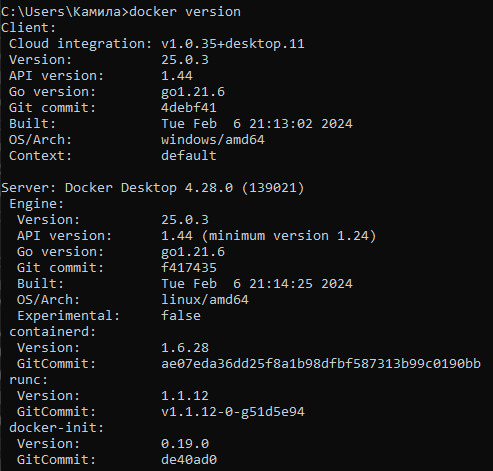 C:\Users\Камила>docker version
Client:
 Cloud integration: v1.0.35+desktop.11
 Version:           25.0.3
 API version:       1.44
 Go version:        go1.21.6
 Git commit:        4debf41
 Built:             Tue Feb  6 21:13:02 2024
 OS/Arch:           windows/amd64
 Context:           default

Server: Docker Desktop 4.28.0 (139021)
 Engine:
  Version:          25.0.3
  API version:      1.44 (minimum version 1.24)
  Go version:       go1.21.6
  Git commit:       f417435
  Built:            Tue Feb  6 21:14:25 2024
  OS/Arch:          linux/amd64
  Experimental:     false
 containerd:
  Version:          1.6.28
  GitCommit:        ae07eda36dd25f8a1b98dfbf587313b99c0190bb
 runc:
  Version:          1.1.12
  GitCommit:        v1.1.12-0-g51d5e94
 docker-init:
  Version:          0.19.0
  GitCommit:        de40ad0